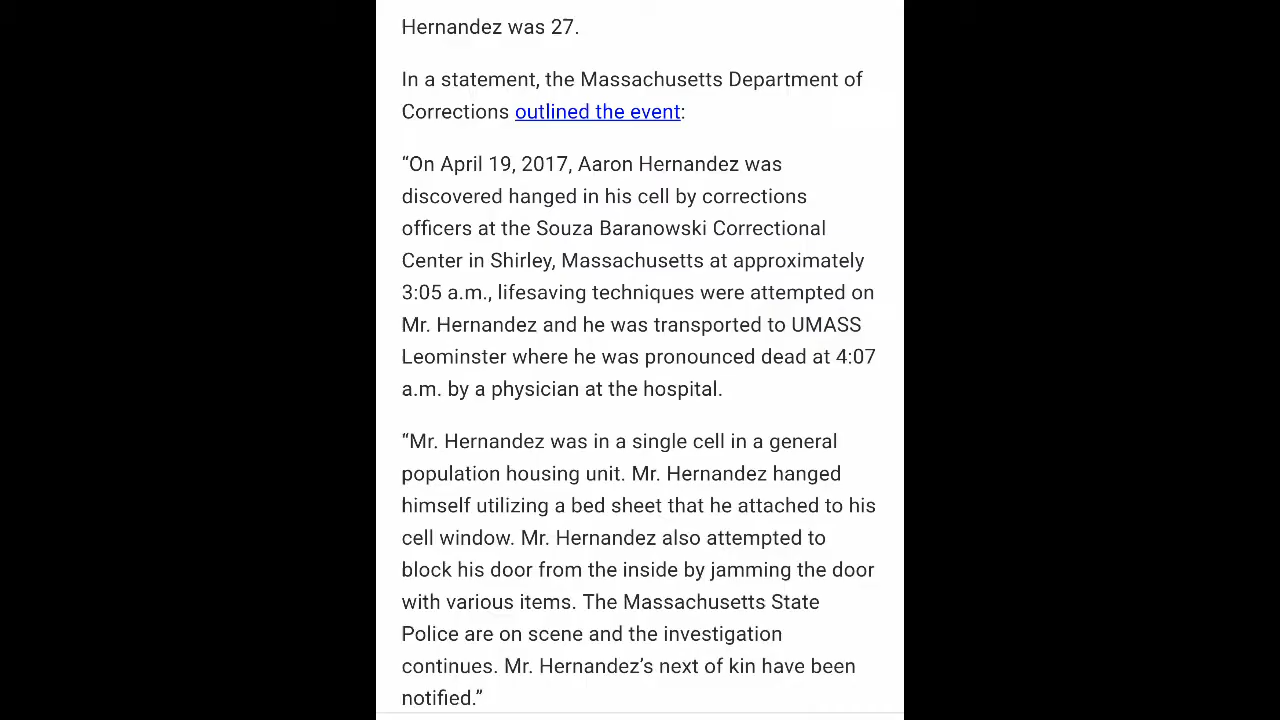 Hernandez was 27.
In a statement, the Massachusetts Department of
Corrections outlined the event:
“On April 19, 2017, Aaron Hernandez was
discovered hanged in his cell by corrections
officers at the Souza Baranowski Correctional
Center in Shirley, Massachusetts at approximately
3:05 a.m., lifesaving techniques were attempted on
Mr. Hernandez and he was transported to UMASS
Leominster where he was pronounced dead at 4:07
a.m. by a physician at the hospital.
“Mr. Hernandez was in a single cell in a general
population housing unit. Mr. Hernandez hanged
himself utilizing a bed sheet that he attached to his
cell window. Mr. Hernandez also attempted to
block his door from the inside by jamming the door
with various items. The Massachusetts State
Police are on scene and the investigation
continues. Mr. Hernandez’s next of kin have been
notified.”